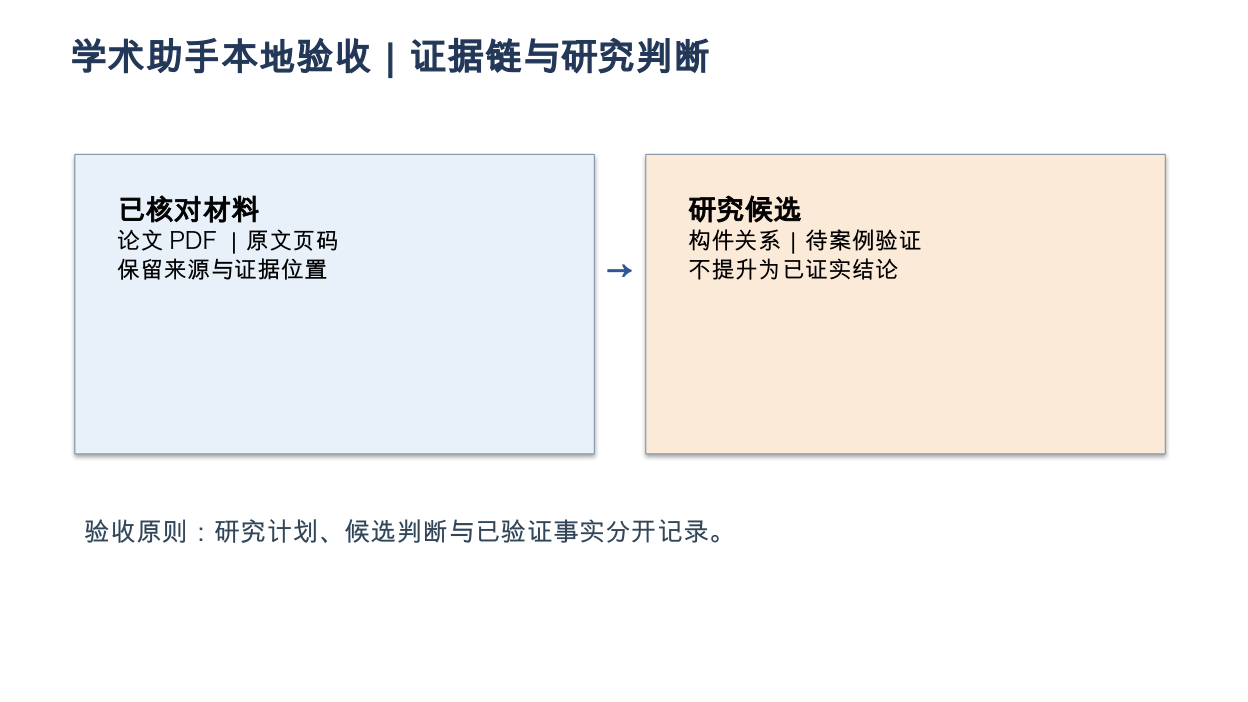 学术助手本地验收 | 证据链与研究判断
已核对材料
论文 PDF | 原文页码
保留来源与证据位置
→
研究候选
构件关系 | 待案例验证
不提升为已证实结论
验收原则：研究计划、候选判断与已验证事实分开记录。